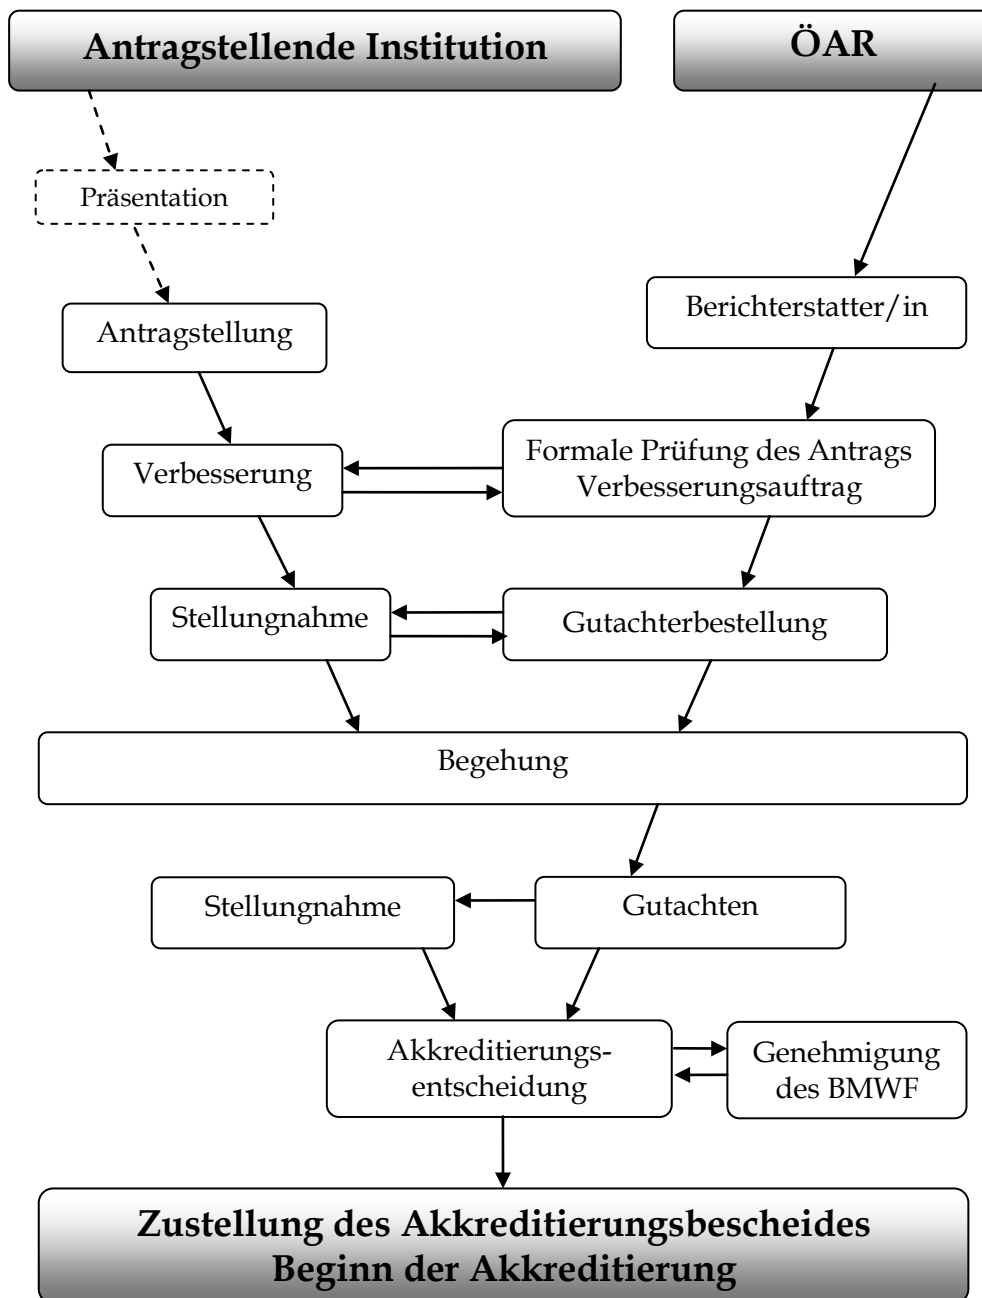 Antragstellende Institution
ÖAR
Präsentation
Berichterstatter/in
Antragstellung
Formale Prüfung des Antrags
Verbesserungsauftrag
Verbesserung
Stellungnahme
Gutachterbestellung
Begehung
Stellungnahme
Gutachten
Akkreditierungs-
entscheidung
Genehmigung
des BMWF
Zustellung des Akkreditierungsbescheides
Beginn der Akkreditierung